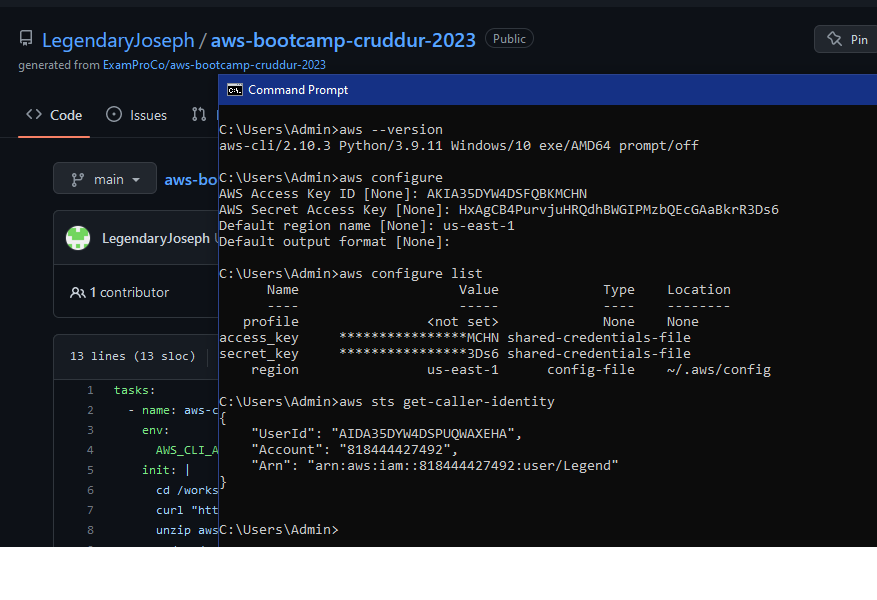 LegendaryJoseph / aws-bootcamp-cruddur-2023 Public
Pin
generated from ExamProCo/aws-bootcamp-cruddur-2023
Code
Issues
main
aws-bo
LegendaryJoseph
1 contributor
13 lines (13 sloc)
1 tasks:
2 - name: aws-c
3 env:
4 AWS_CLI_A
5 init: |
6 cd /works
7 curl "htt
8 unzip aws
Command Prompt
C:\Users\Admin>aws --version
aws-cli/2.10.3 Python/3.9.11 Windows/10 exe/AMD64 prompt/off
C:\Users\Admin>aws configure
AWS Access Key ID [None]: AKIA35DYW4DSFQBKMCHN
AWS Secret Access Key [None]: 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
Default region name [None]: us-east-1
Default output format [None]:
C:\Users\Admin>aws configure list
Name Value Type Location
---- ----- ---- --------
profile <not set> None None
access_key ****************MCHN shared-credentials-file
secret_key ****************3Ds6 shared-credentials-file
region us-east-1 config-file ~/.aws/config
C:\Users\Admin>aws sts get-caller-identity
{
"UserId": "AIDA35DYW4DSPUQWAXEHA",
"Account": "818444427492",
"Arn": "arn:aws:iam::818444427492:user/Legend"
}
C:\Users\Admin>